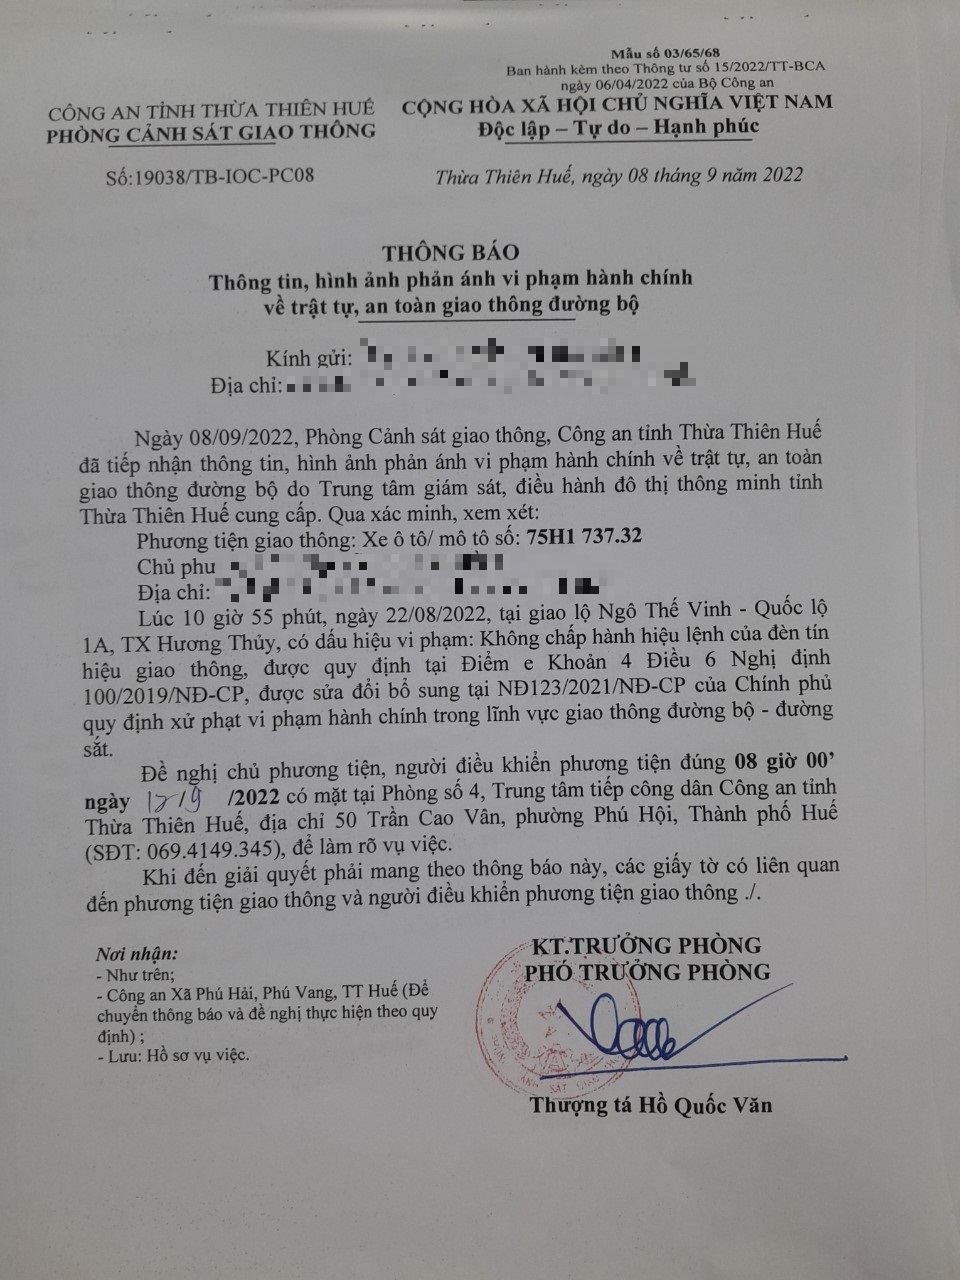 Mẫu số 03/65/68
Ban hành kèm theo Thông tư số 15/2022/TT-BCA
ngày 06/04/2022 của Bộ Công an
CÔNG AN TỈNH THỪA THIÊN HUẾ
PHÒNG CẢNH SÁT GIAO THÔNG
CỘNG HÒA XÃ HỘI CHỦ NGHĨA VIỆT NAM
Độc lập – Tự do – Hạnh phúc
Số:19038/TB-IOC-PC08
Thừa Thiên Huế, ngày 08 tháng 9 năm 2022
THÔNG BÁO
Thông tin, hình ảnh phản ánh vi phạm hành chính
về trật tự, an toàn giao thông đường bộ
Kính gửi:
Địa chỉ:
Ngày 08/09/2022, Phòng Cảnh sát giao thông, Công an tỉnh Thừa Thiên Huế
đã tiếp nhận thông tin, hình ảnh phản ánh vi phạm hành chính về trật tự, an toàn
giao thông đường bộ do Trung tâm giám sát, điều hành đô thị thông minh tỉnh
Thừa Thiên Huế cung cấp. Qua xác minh, xem xét:
Phương tiện giao thông: Xe ô tô/ mô tô số: 75H1 737.32
Chủ phư
Địa chỉ:
Lúc 10 giờ 55 phút, ngày 22/08/2022, tại giao lộ Ngô Thế Vinh - Quốc lộ
1A, TX Hương Thủy, có dấu hiệu vi phạm: Không chấp hành hiệu lệnh của đèn tín
hiệu giao thông, được quy định tại Điểm e Khoản 4 Điều 6 Nghị định
100/2019/NĐ-CP, được sửa đổi bổ sung tại NĐ123/2021/NĐ-CP của Chính phủ
quy định xử phạt vi phạm hành chính trong lĩnh vực giao thông đường bộ - đường
sắt.
Đề nghị chủ phương tiện, người điều khiển phương tiện đúng 08 giờ 00’
ngày 12/9 /2022 có mặt tại Phòng số 4, Trung tâm tiếp công dân Công an tỉnh
Thừa Thiên Huế, địa chỉ 50 Trần Cao Vân, phường Phú Hội, Thành phố Huế
(SĐT: 069.4149.345), để làm rõ vụ việc.
Khi đến giải quyết phải mang theo thông báo này, các giấy tờ có liên quan
đến phương tiện giao thông và người điều khiển phương tiện giao thông ./.
Nơi nhận:
- Như trên;
- Công an Xã Phú Hải, Phú Vang, TT Huế (Để
chuyển thông báo và đề nghị thực hiện theo quy
định) ;
- Lưu: Hồ sơ vụ việc.
KT.TRƯỞNG PHÒNG
PHÓ TRƯỞNG PHÒNG
Thượng tá Hồ Quốc Văn